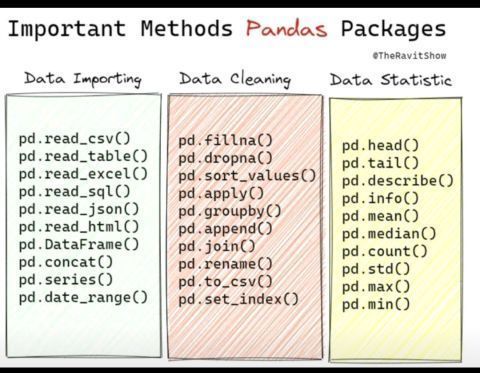 Important Methods Pandas Packages
@TheRavitShow
Data Importing
pd.read_csv()
pd.read_table()
pd.read_excel()
pd.read_sql()
pd.read_json()
pd.read_html()
pd.DataFrame()
pd.concat()
pd.series()
pd.date_range()
Data Cleaning
pd.fillna()
pd.dropna()
pd.sort_values()
pd.apply()
pd.groupby()
pd.append()
pd.join()
pd.rename()
pd.to_csv()
pd.set_index()
Data Statistic
pd.head()
pd.tail()
pd.describe()
pd.info()
pd.mean()
pd.median()
pd.count()
pd.std()
pd.max()
pd.min()